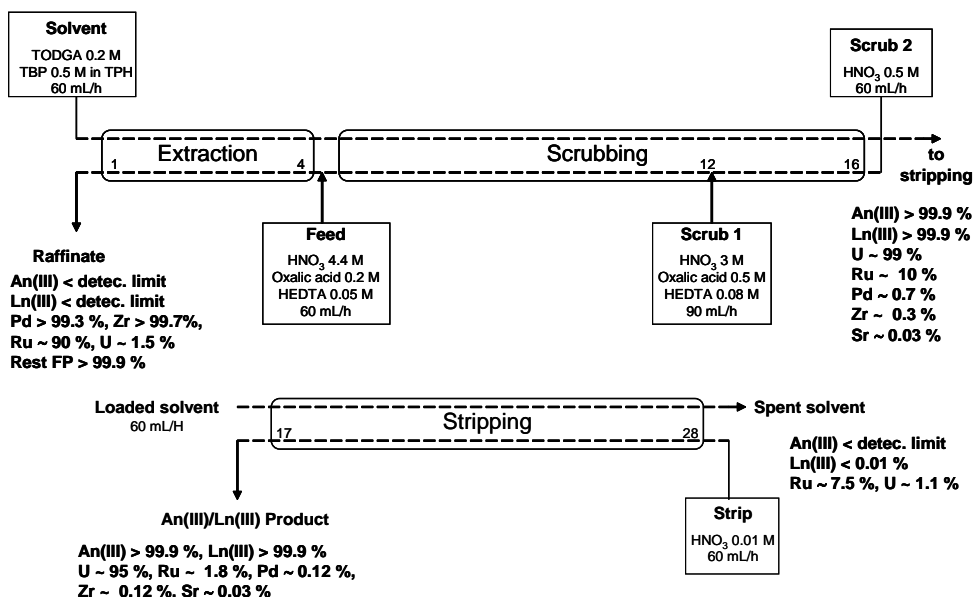 Solvent
TODGA 0.2 M
TBP 0.5 M in TPH
60 mL/h
Scrub 2
HNO3 0.5 M
60 mL/h
Extraction
1
4
Scrubbing
12
16
to
stripping
Raffinate
An(III) < detec. limit
Ln(III) < detec. limit
Pd > 99.3 %, Zr > 99.7%,
Ru ~ 90 %, U ~ 1.5 %
Rest FP > 99.9 %
Feed
HNO3 4.4 M
Oxalic acid 0.2 M
HEDTA 0.05 M
60 mL/h
Scrub 1
HNO3 3 M
Oxalic acid 0.5 M
HEDTA 0.08 M
90 mL/h
An(III) > 99.9 %
Ln(III) > 99.9 %
U ~ 99 %
Ru ~ 10 %
Pd ~ 0.7 %
Zr ~ 0.3 %
Sr ~ 0.03 %
Loaded solvent
60 mL/H
Stripping
17
28
Spent solvent
An(III) < detec. limit
Ln(III) < 0.01 %
Ru ~ 7.5 %, U ~ 1.1 %
An(III)/Ln(III) Product
An(III) > 99.9 %, Ln(III) > 99.9 %
U ~ 95 %, Ru ~ 1.8 %, Pd ~ 0.12 %,
Zr ~ 0.12 %, Sr ~ 0.03 %
Strip
HNO3 0.01 M
60 mL/h